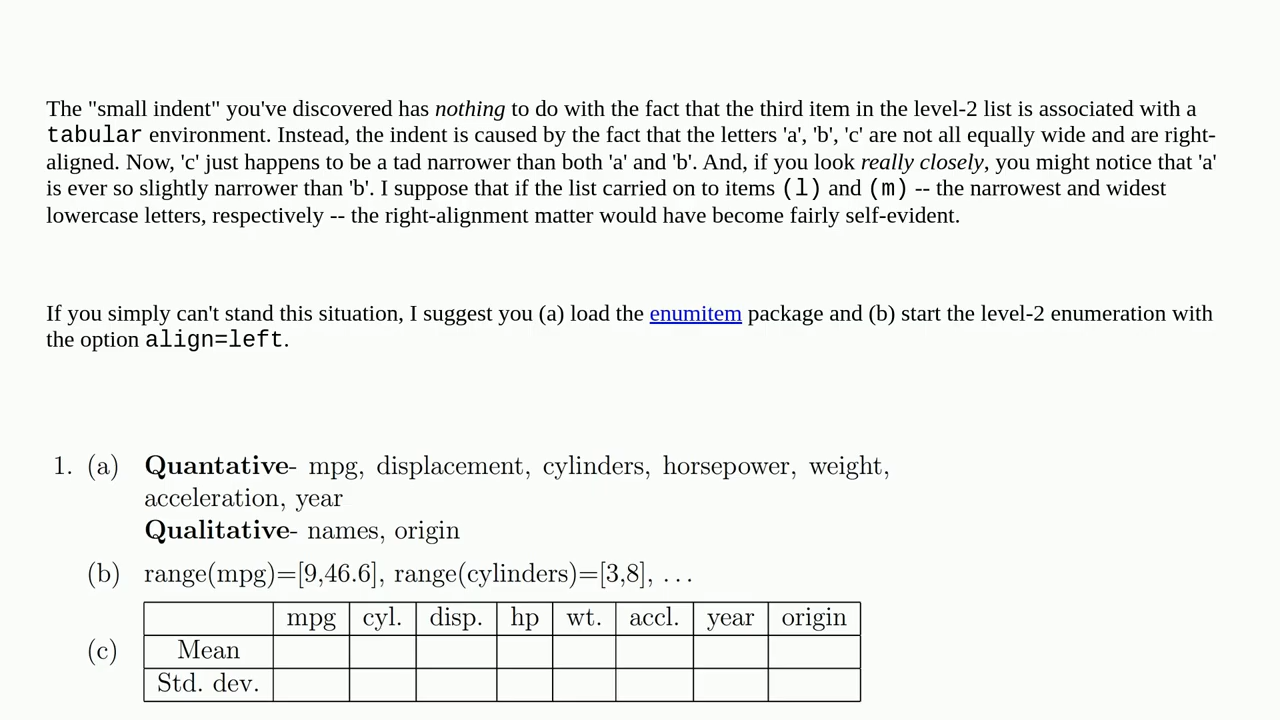 The "small indent" you've discovered has nothing to do with the fact that the third item in the level-2 list is associated with a
tabular environment. Instead, the indent is caused by the fact that the letters 'a', 'b', 'c' are not all equally wide and are right-
aligned. Now, 'c' just happens to be a tad narrower than both 'a' and 'b'. And, if you look really closely, you might notice that 'a'
is ever so slightly narrower than 'b'. I suppose that if the list carried on to items (l) and (m) -- the narrowest and widest
lowercase letters, respectively -- the right-alignment matter would have become fairly self-evident.
If you simply can't stand this situation, I suggest you (a) load the enumitem package and (b) start the level-2 enumeration with
the option align=left.
1. (a) Quantative- mpg, displacement, cylinders, horsepower, weight,
acceleration, year
Qualitative- names, origin
(b) range(mpg)=[9,46.6], range(cylinders)=[3,8], ...
mpg cyl. disp. hp wt. accl. year origin
(c) Mean
Std. dev.